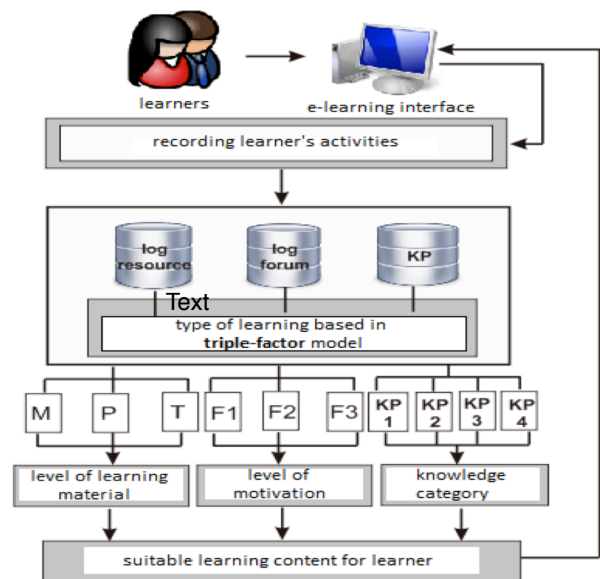 learners
e-learning interface
recording learner's activities
log
resource
log
forum
KP
Text
type of learning based in
triple-factor model
M
P
T
F1
F2
F3
KP
1
KP
2
KP
3
KP
4
level of learning
material
level of
motivation
knowledge
category
suitable learning content for learner